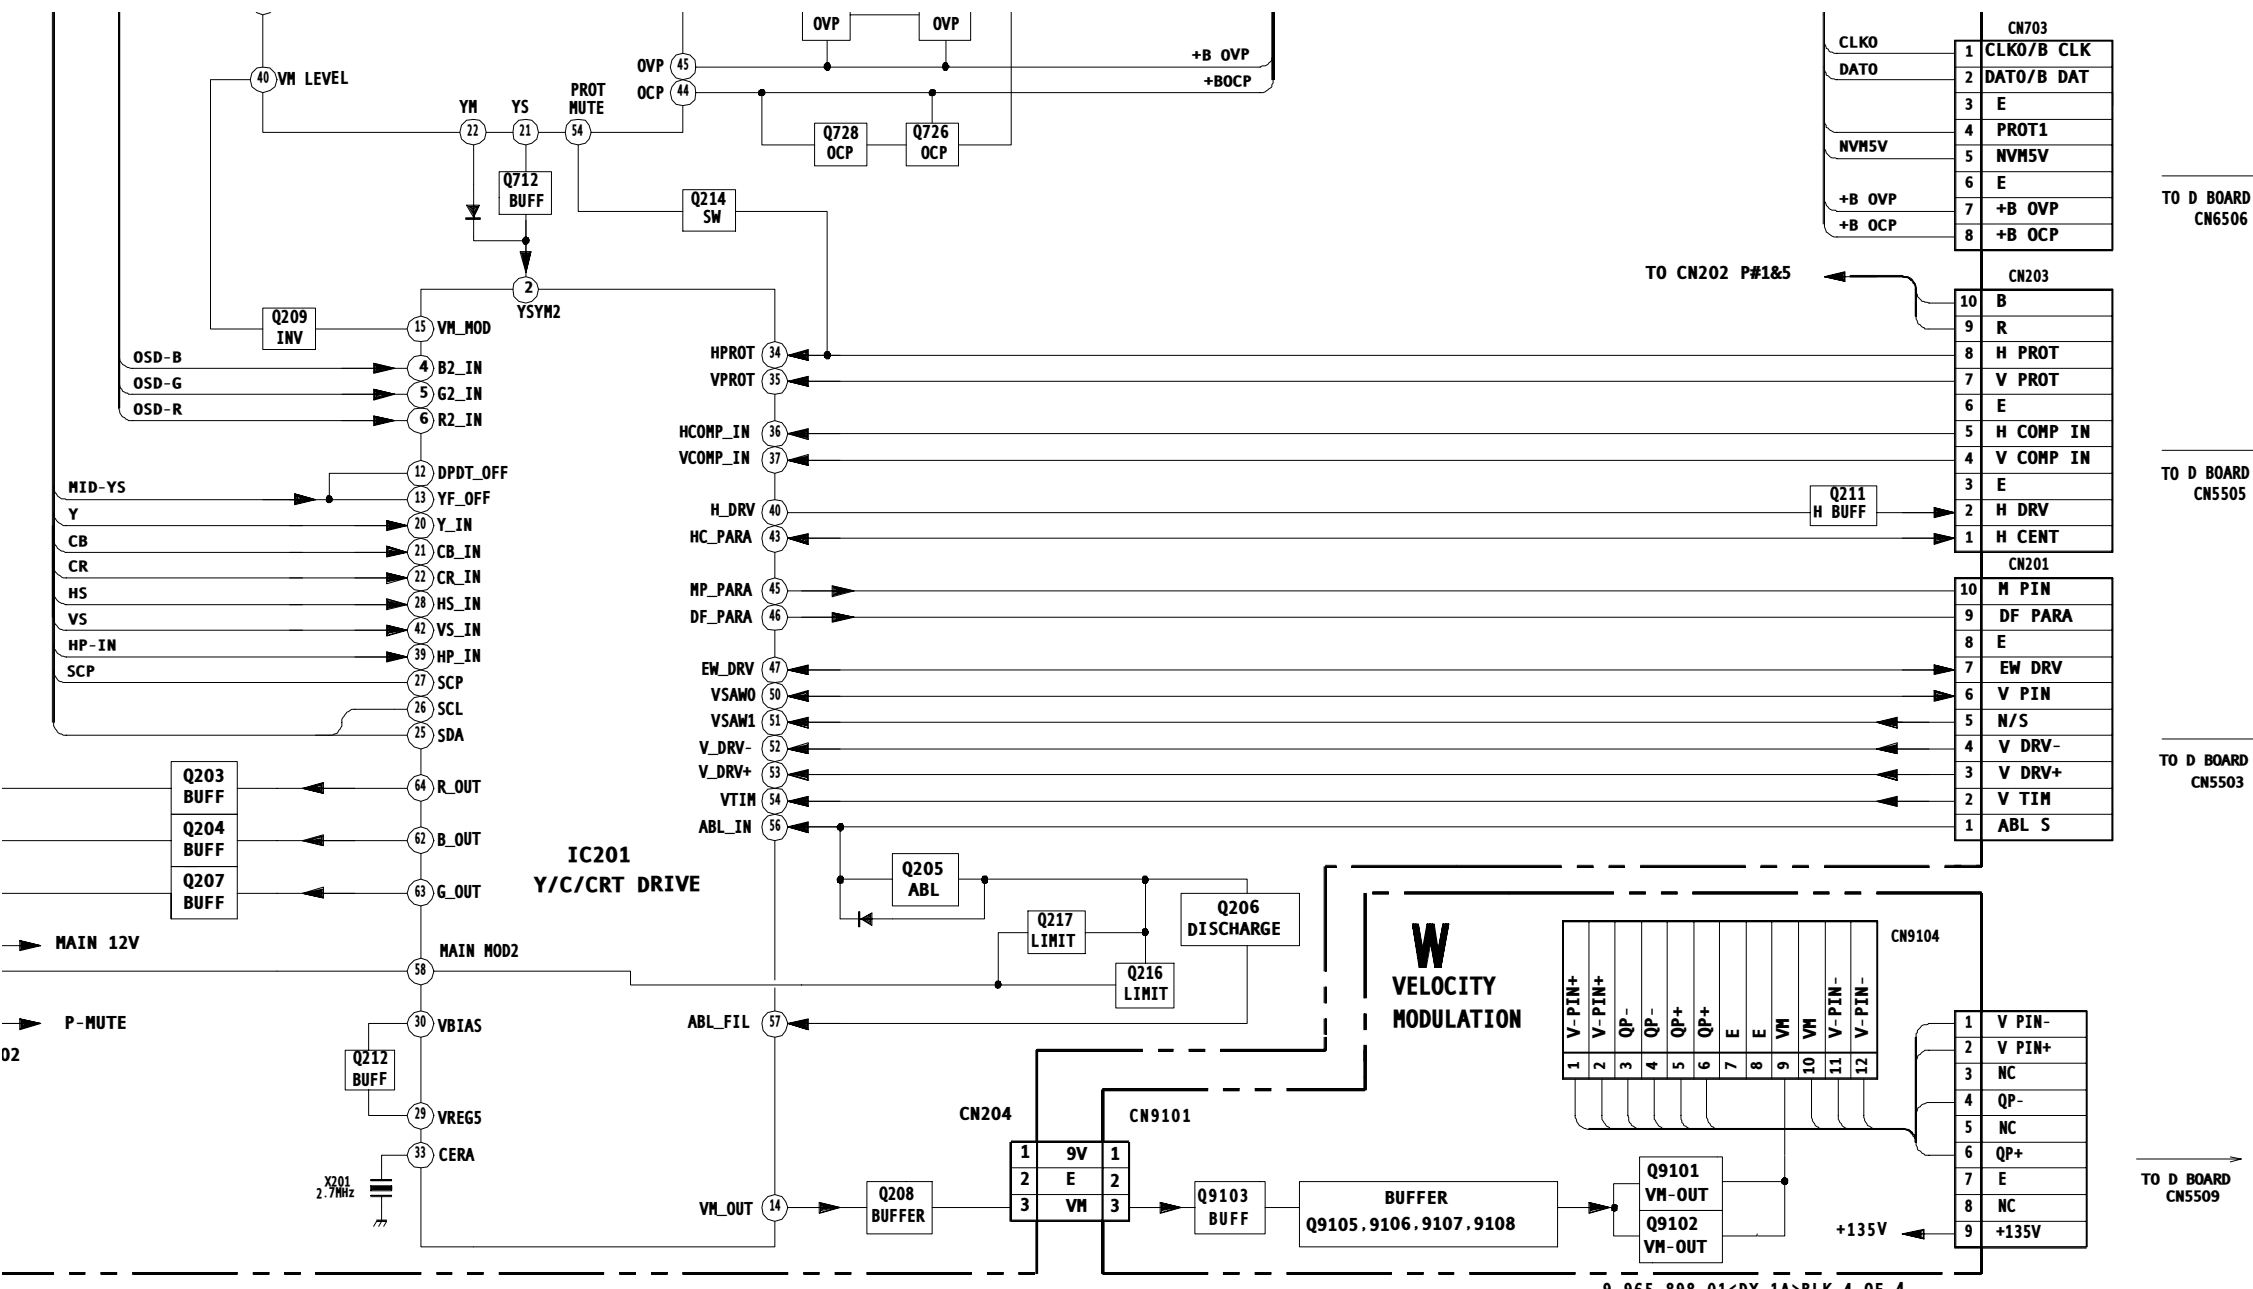 OVP
OVP
CN703
CLKO
1 CLKO/B CLK
DATO
2 DATO/B DAT
3 E
4 PROT1
NVM5V
5 NVM5V
6 E
+B OVP
7 +B OVP
+B OCP
8 +B OCP
TO D BOARD
CN6506
40 VM LEVEL
OVP 45
+B OVP
OCP 44
+BOCP
YM
22
YS
21
PROT
MUTE
54
Q728
OCP
Q726
OCP
Q712
BUFF
Q214
SW
TO CN202 P#1&5
CN203
10 B
9 R
8 H PROT
7 V PROT
6 E
5 H COMP IN
4 V COMP IN
3 E
2 H DRV
1 H CENT
TO D BOARD
CN5505
2
YSYM2
Q209
INV
15 VM_MOD
OSD-B
4 B2_IN
OSD-G
5 G2_IN
OSD-R
6 R2_IN
12 DPDT_OFF
MID-YS
13 YF_OFF
Y
20 Y_IN
CB
21 CB_IN
CR
22 CR_IN
HS
28 HS_IN
VS
42 VS_IN
HP-IN
39 HP_IN
SCP
27 SCP
26 SCL
25 SDA
HPROT 34
VPROT 35
HCOMP_IN 36
VCOMP_IN 37
H_DRV 40
Q211
H BUFF
HC_PARA 43
MP_PARA 45
DF_PARA 46
EW_DRV 47
VSAW0 50
VSAW1 51
V_DRV- 52
V_DRV+ 53
VTIM 54
ABL_IN 56
CN201
10 M PIN
9 DF PARA
8 E
7 EW DRV
6 V PIN
5 N/S
4 V DRV-
3 V DRV+
2 V TIM
1 ABL S
TO D BOARD
CN5503
Q203
BUFF
64 R_OUT
Q204
BUFF
62 B_OUT
Q207
BUFF
63 G_OUT
IC201
Y/C/CRT DRIVE
Q205
ABL
Q217
LIMIT
Q206
DISCHARGE
Q216
LIMIT
MAIN 12V
MAIN MOD2
58
P-MUTE
02
30 VBIAS
Q212
BUFF
29 VREG5
33 CERA
X201
2.7MHz
ABL_FIL 57
VM_OUT 14
Q208
BUFFER
CN204
CN9101
1 9V 1
2 E 2
3 VM 3
W
VELOCITY
MODULATION
CN9104
V-PIN+ 1
V-PIN+ 2
QP- 3
QP- 4
QP+ 5
QP+ 6
E 7
E 8
VM 9
VM 10
V-PIN- 11
V-PIN- 12
Q9103
BUFF
BUFFER
Q9105,9106,9107,9108
Q9101
VM-OUT
Q9102
VM-OUT
1 V PIN-
2 V PIN+
3 NC
4 QP-
5 NC
6 QP+
7 E
8 NC
+135V
9 +135V
TO D BOARD
CN5509
9-965-898-01<DX-1A>BLK 4 OF 4